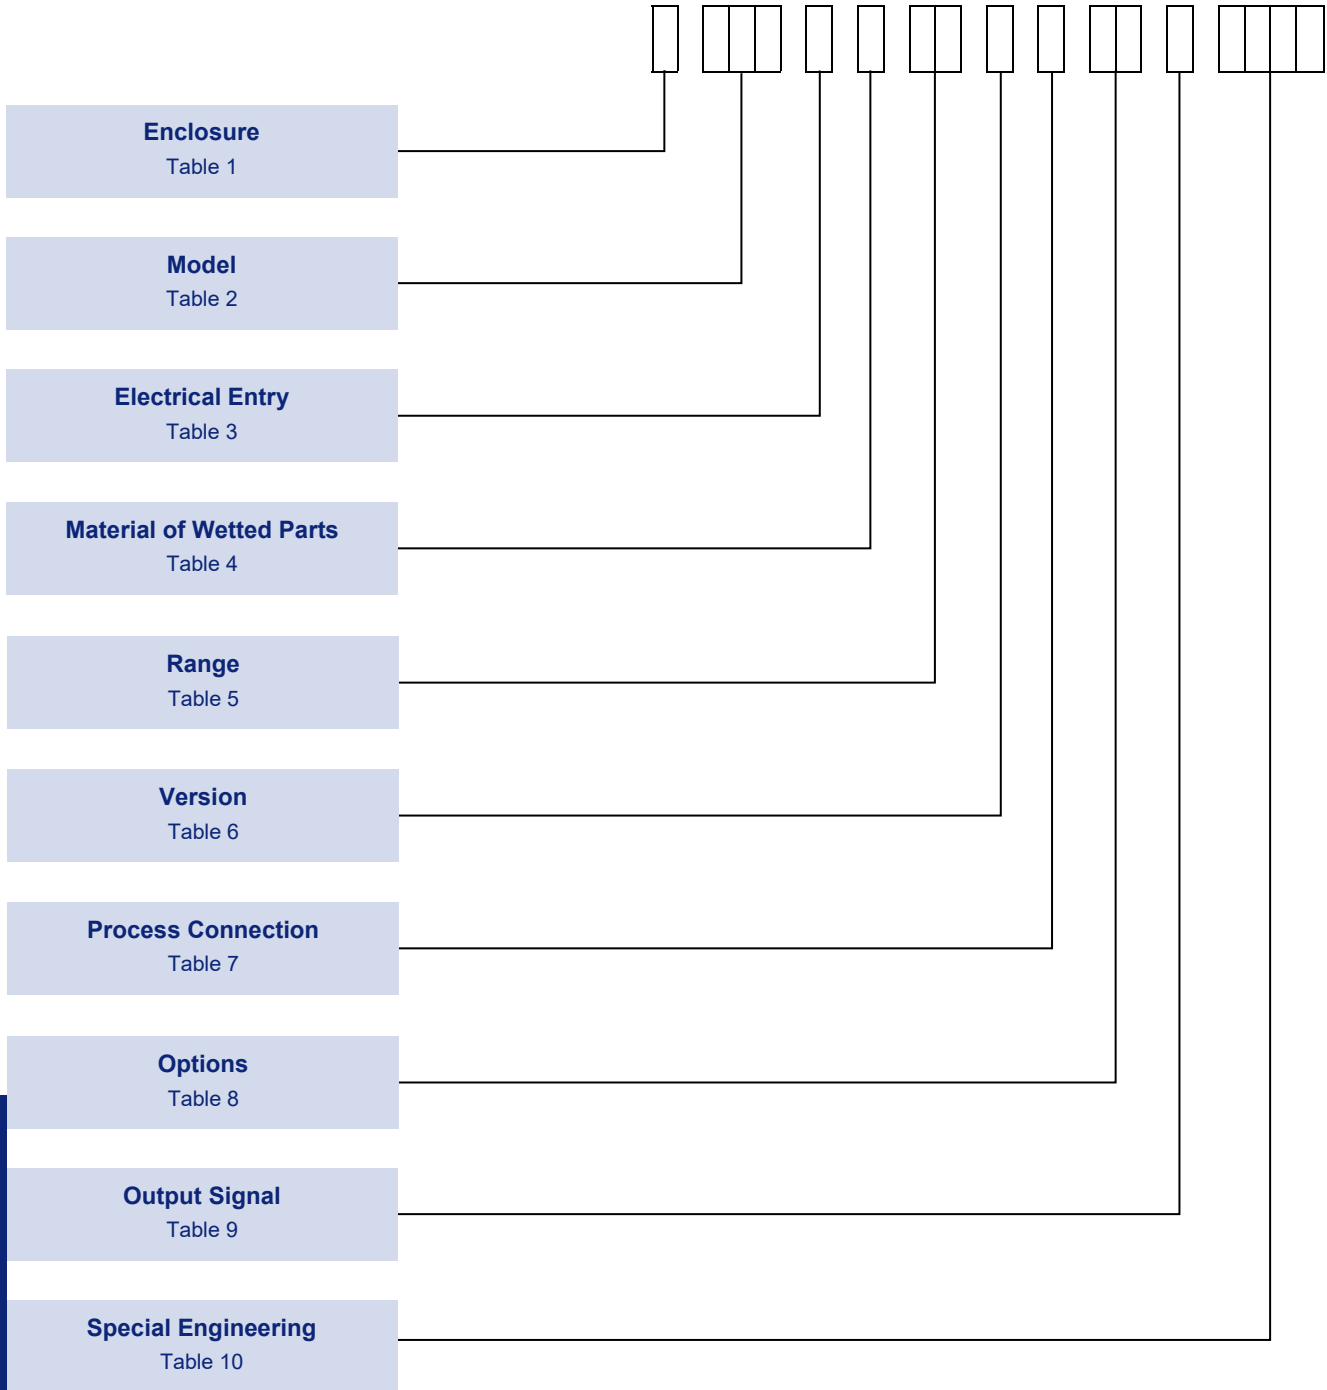 Enclosure
Table 1
Model
Table 2
Electrical Entry
Table 3
Material of Wetted Parts
Table 4
Range
Table 5
Version
Table 6
Process Connection
Table 7
Options
Table 8
Output Signal
Table 9
Special Engineering
Table 10